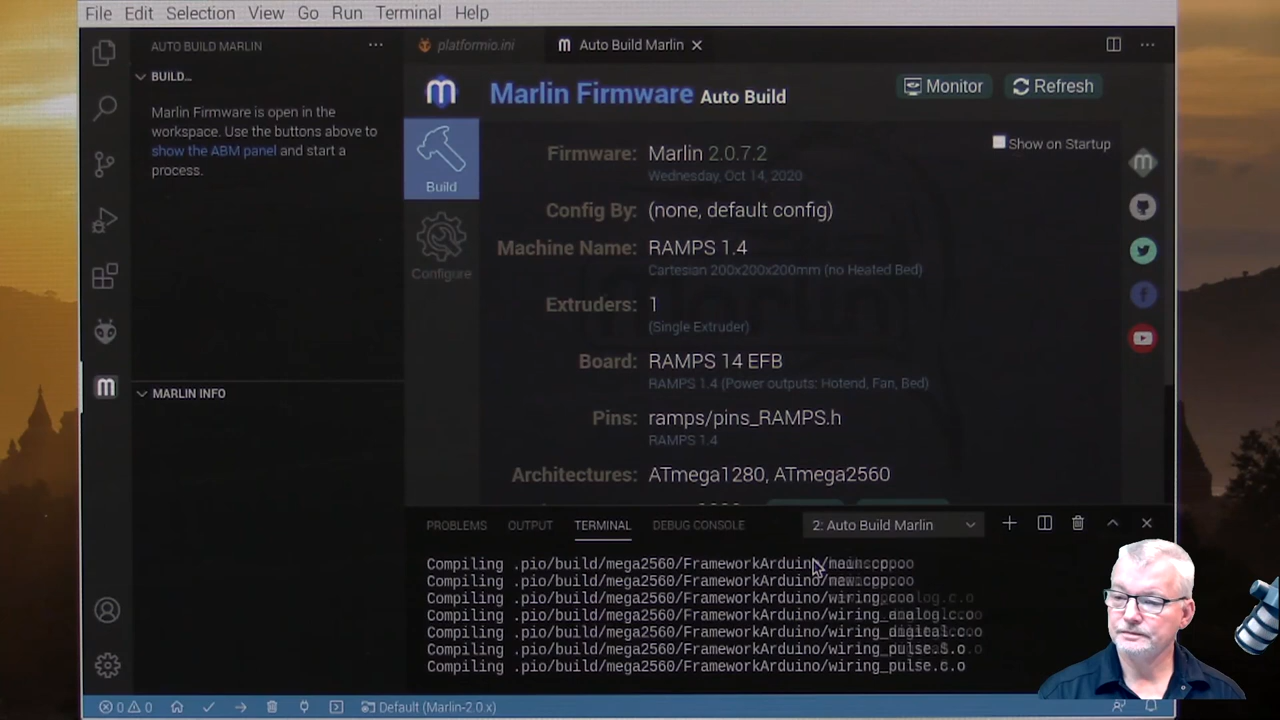 File Edit Selection View Go Run Terminal Help
AUTO BUILD MARLIN
platformio.ini
Auto Build Marlin
BUILD...
Marlin Firmware is open in the
workspace. Use the buttons above to
show the ABM panel and start a
process.
MARLIN INFO
Marlin Firmware Auto Build
Monitor
Refresh
Build
Configure
Show on Startup
Firmware: Marlin 2.0.7.2
Wednesday, Oct 14, 2020
Config By: (none, default config)
Machine Name: RAMPS 1.4
Cartesian 200x200x200mm (no Heated Bed)
Extruders: 1
(Single Extruder)
Board: RAMPS 14 EFB
RAMPS 1.4 (Power outputs: Hotend, Fan, Bed)
Pins: ramps/pins_RAMPS.h
RAMPS 1.4
Architectures: ATmega1280, ATmega2560
PROBLEMS OUTPUT TERMINAL DEBUG CONSOLE 2: Auto Build Marlin
Compiling .pio/build/mega2560/FrameworkArduino/
Compiling .pio/build/mega2560/FrameworkArduino/
Compiling .pio/build/mega2560/FrameworkArduino/
Compiling .pio/build/mega2560/FrameworkArduino/wiring_analog.c.o
Compiling .pio/build/mega2560/FrameworkArduino/wiring_digital.c.o
Compiling .pio/build/mega2560/FrameworkArduino/wiring_pulse.S.o
Compiling .pio/build/mega2560/FrameworkArduino/wiring_pulse.c.o
0 0 Default (Marlin-2.0.x)